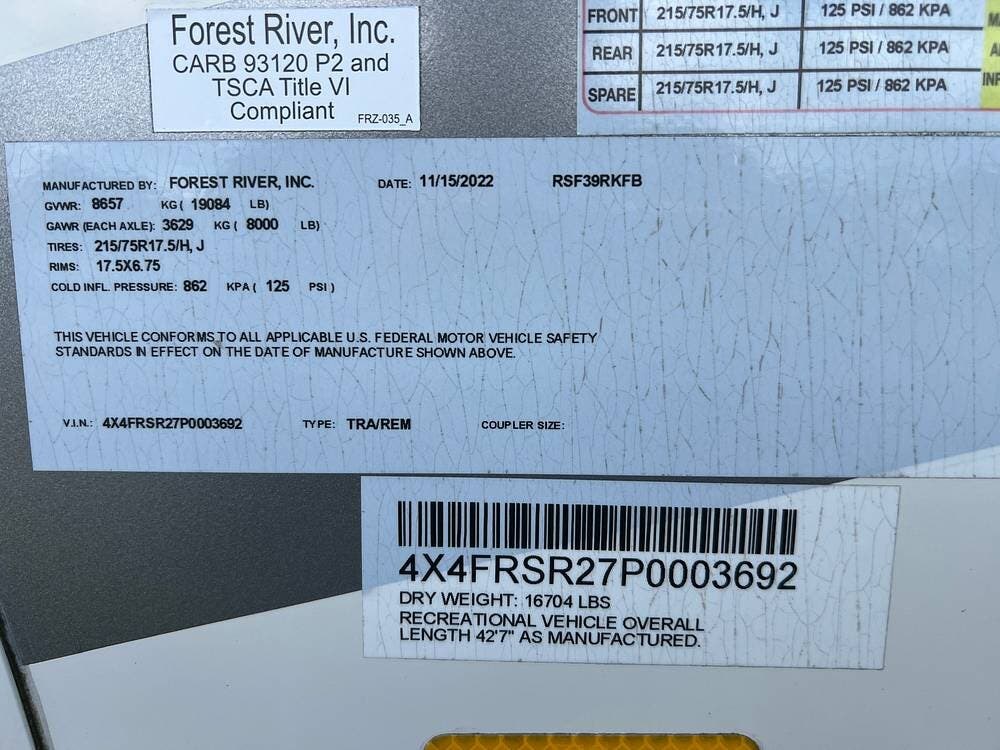 Forest River, Inc.
CARB 93120 P2 and
TSCA Title VI
Compliant
FRZ-035_A
FRONT 215/75R17.5/H, J 125 PSI / 862 KPA
REAR 215/75R17.5/H, J 125 PSI / 862 KPA
SPARE 215/75R17.5/H, J 125 PSI / 862 KPA
MANUFACTURED BY: FOREST RIVER, INC. DATE: 11/15/2022 RSF39RKFB
GVWR: 8657 KG ( 19084 LB)
GAWR (EACH AXLE): 3629 KG ( 8000 LB)
TIRES: 215/75R17.5/H, J
RIMS: 17.5X6.75
COLD INFL. PRESSURE: 862 KPA ( 125 PSI )
THIS VEHICLE CONFORMS TO ALL APPLICABLE U.S. FEDERAL MOTOR VEHICLE SAFETY
STANDARDS IN EFFECT ON THE DATE OF MANUFACTURE SHOWN ABOVE.
V.I.N.: 4X4FRSR27P0003692 TYPE: TRA/REM COUPLER SIZE:
4X4FRSR27P0003692
DRY WEIGHT: 16704 LBS
RECREATIONAL VEHICLE OVERALL
LENGTH 42'7" AS MANUFACTURED.